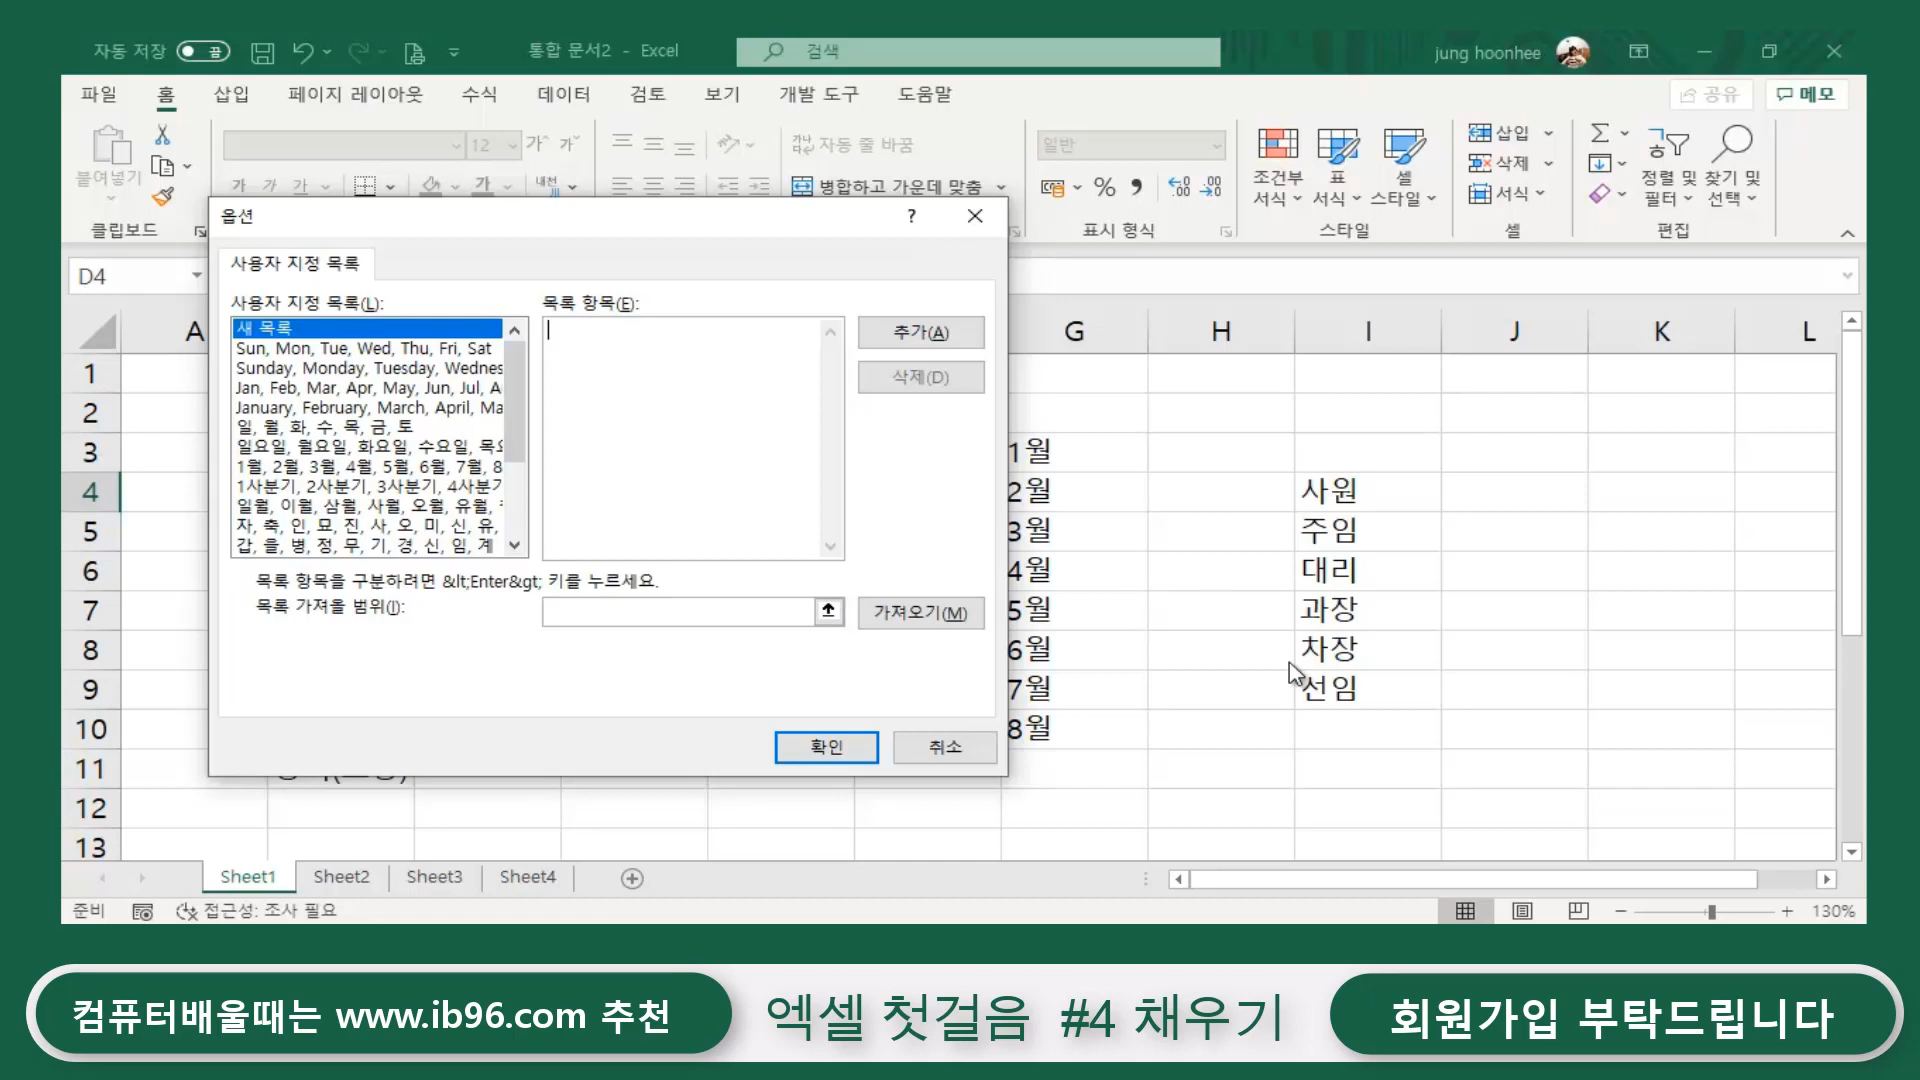 자동 저장 끔 통합 문서2 - Excel 검색 jung hoonhee
파일 홈 삽입 페이지 레이아웃 수식 데이터 검토 보기 개발 도구 도움말 공유 메모
붙여넣기
클립보드
12 가 가
가 가 가 가 내천
자동 줄 바꿈
병합하고 가운데 맞춤
일반
% 9 .00
표시 형식
조건부 서식 표 서식 셀 스타일
스타일
삽입
삭제
서식
셀
정렬 및 필터 찾기 및 선택
편집
D4
옵션 ?
사용자 지정 목록
사용자 지정 목록(L):
새 목록
Sun, Mon, Tue, Wed, Thu, Fri, Sat
Sunday, Monday, Tuesday, Wednes
Jan, Feb, Mar, Apr, May, Jun, Jul, A
January, February, March, April, Ma
일, 월, 화, 수, 목, 금, 토
일요일, 월요일, 화요일, 수요일, 목
1월, 2월, 3월, 4월, 5월, 6월, 7월, 8
1사분기, 2사분기, 3사분기, 4사분기
일월, 이월, 삼월, 사월, 오월, 유월,
자, 축, 인, 묘, 진, 사, 오, 미, 신, 유,
갑, 을, 병, 정, 무, 기, 경, 신, 임, 계
목록 항목(E):
추가(A)
삭제(D)
목록 항목을 구분하려면 &lt;Enter&gt; 키를 누르세요.
목록 가져올 범위(I):
가져오기(M)
확인 취소
A G H I J K L
1
2
3 1월
4 2월 사원
5 3월 주임
6 4월 대리
7 5월 과장
8 6월 차장
9 7월 선임
10 8월
11
12
13
Sheet1 Sheet2 Sheet3 Sheet4
준비 접근성: 조사 필요 130%
컴퓨터배울때는 www.ib96.com 추천
엑셀 첫걸음 #4 채우기
회원가입 부탁드립니다